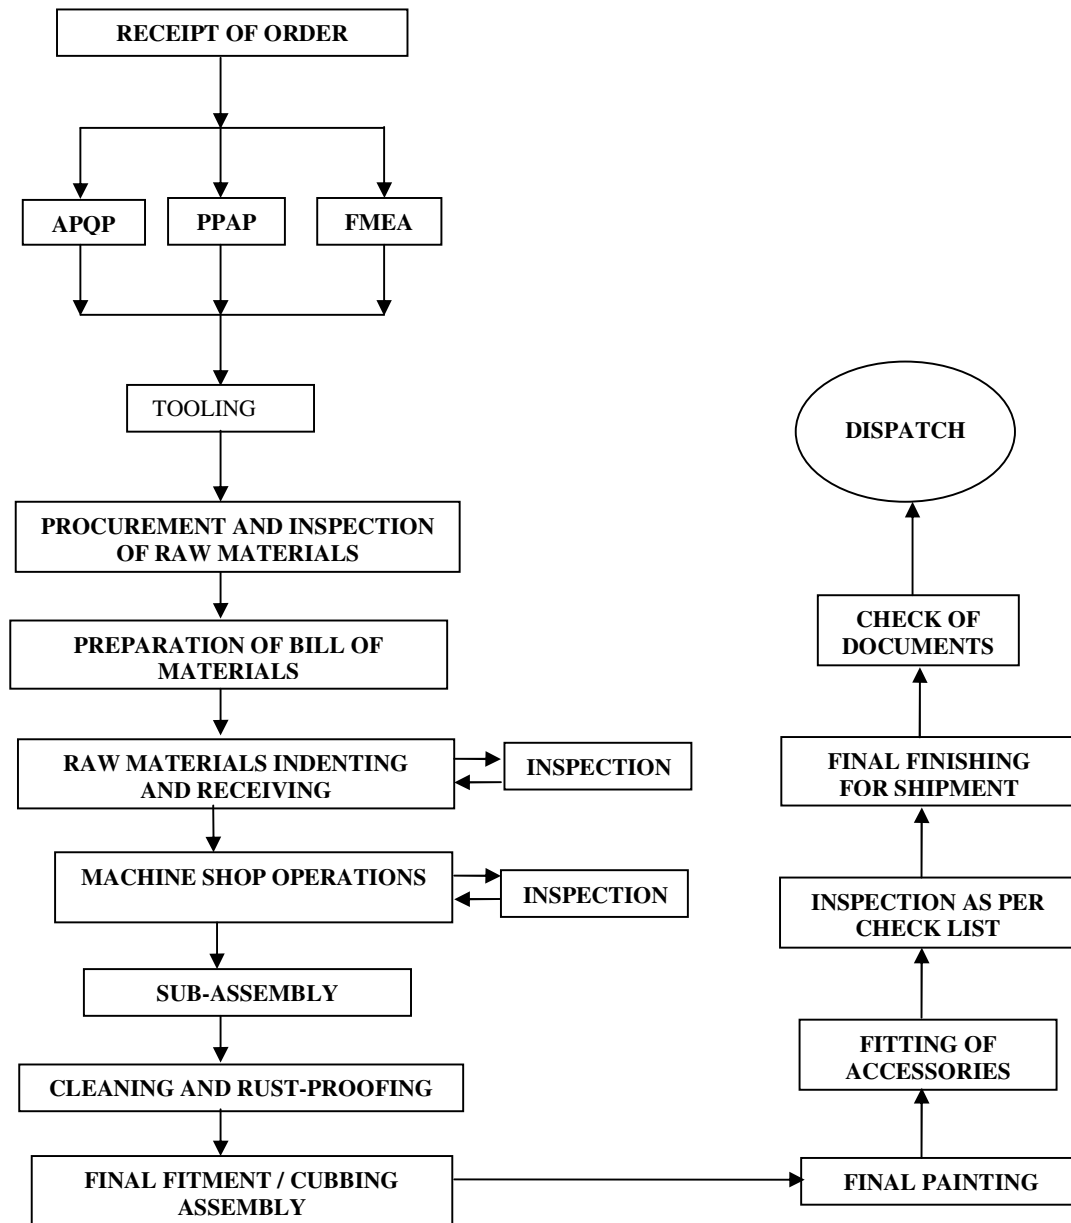 RECEIPT OF ORDER
APQP
PPAP
FMEA
TOOLING
PROCUREMENT AND INSPECTION
OF RAW MATERIALS
PREPARATION OF BILL OF
MATERIALS
RAW MATERIALS INDENTING
AND RECEIVING
INSPECTION
MACHINE SHOP OPERATIONS
INSPECTION
SUB-ASSEMBLY
CLEANING AND RUST-PROOFING
FINAL FITMENT / CUBBING
ASSEMBLY
FINAL PAINTING
FITTING OF
ACCESSORIES
INSPECTION AS PER
CHECK LIST
FINAL FINISHING
FOR SHIPMENT
CHECK OF
DOCUMENTS
DISPATCH